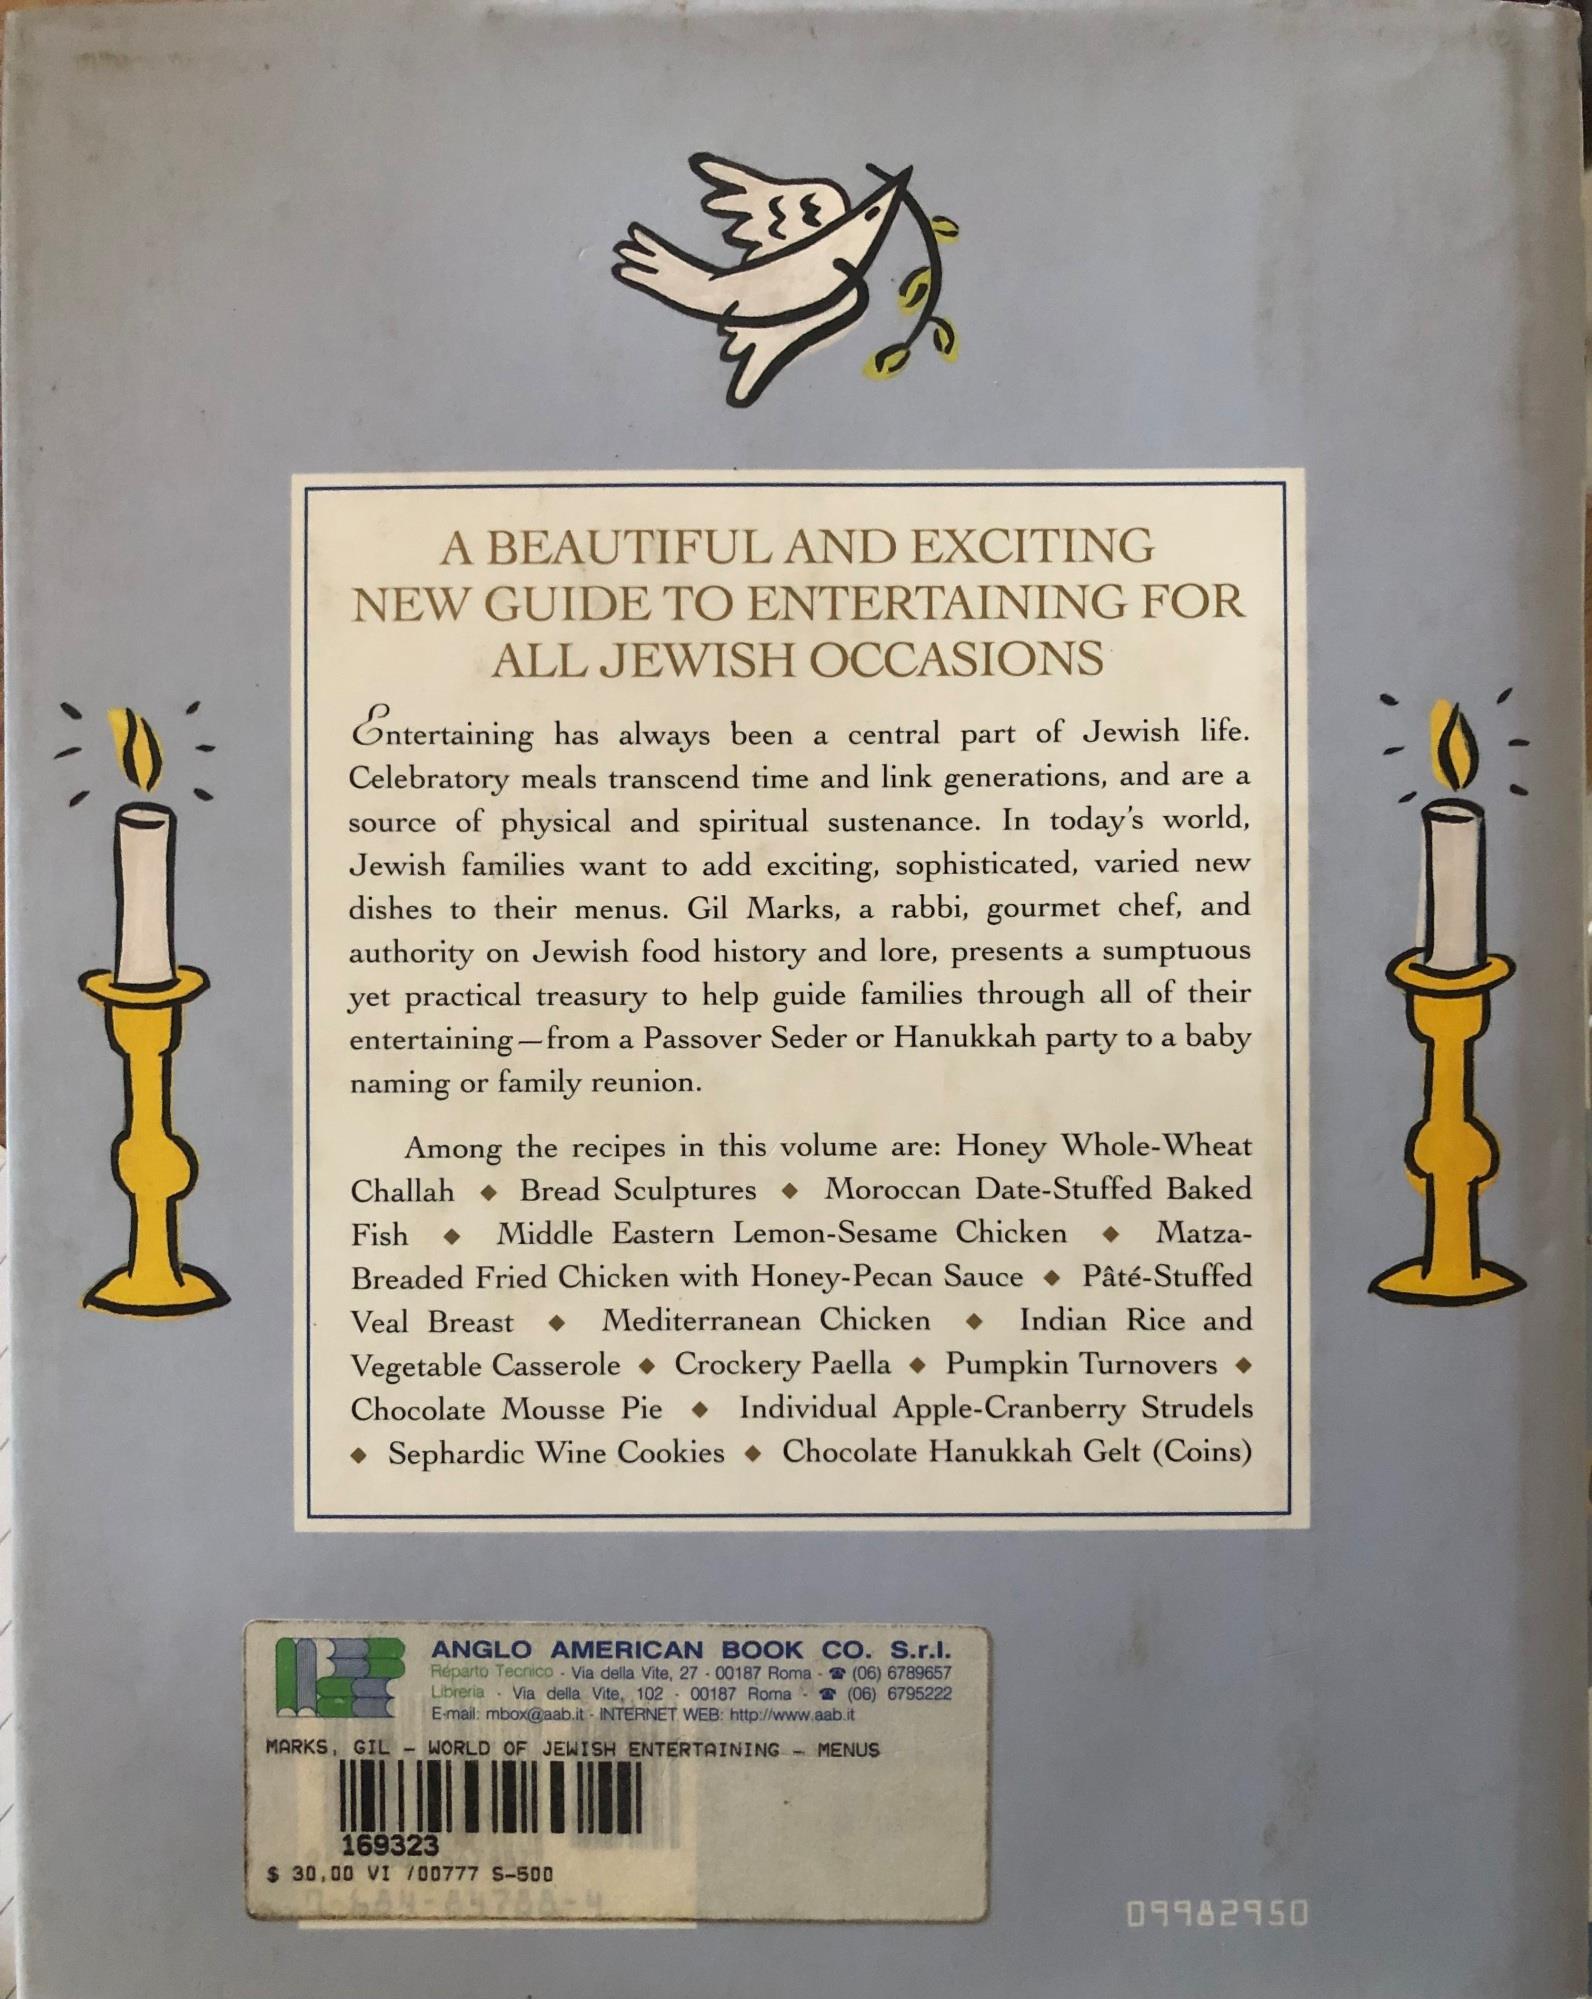 A BEAUTIFUL AND EXCITING
NEW GUIDE TO ENTERTAINING FOR
ALL JEWISH OCCASIONS
Entertaining has always been a central part of Jewish life.
Celebratory meals transcend time and link generations, and are a
source of physical and spiritual sustenance. In today's world,
Jewish families want to add exciting, sophisticated, varied new
dishes to their menus. Gil Marks, a rabbi, gourmet chef, and
authority on Jewish food history and lore, presents a sumptuous
yet practical treasury to help guide families through all of their
entertaining—from a Passover Seder or Hanukkah party to a baby
naming or family reunion.
Among the recipes in this volume are: Honey Whole-Wheat
Challah ◆ Bread Sculptures ◆ Moroccan Date-Stuffed Baked
Fish ◆ Middle Eastern Lemon-Sesame Chicken ◆ Matza-
Breaded Fried Chicken with Honey-Pecan Sauce ◆ Pâté-Stuffed
Veal Breast ◆ Mediterranean Chicken ◆ Indian Rice and
Vegetable Casserole ◆ Crockery Paella ◆ Pumpkin Turnovers ◆
Chocolate Mousse Pie ◆ Individual Apple-Cranberry Strudels
◆ Sephardic Wine Cookies ◆ Chocolate Hanukkah Gelt (Coins)
ANGLO AMERICAN BOOK CO. S.r.l.
Reparto Tecnico - Via della Vite, 27 - 00187 Roma - ☎ (06) 6789657
Libreria - Via della Vite, 102 - 00187 Roma - ☎ (06) 6795222
E-mail: mbox@aab.it - INTERNET WEB: http://www.aab.it
MARKS, GIL - WORLD OF JEWISH ENTERTAINING - MENUS
169323
$ 30,00 VI /00777 S-500
0-684-84788-4
09982950